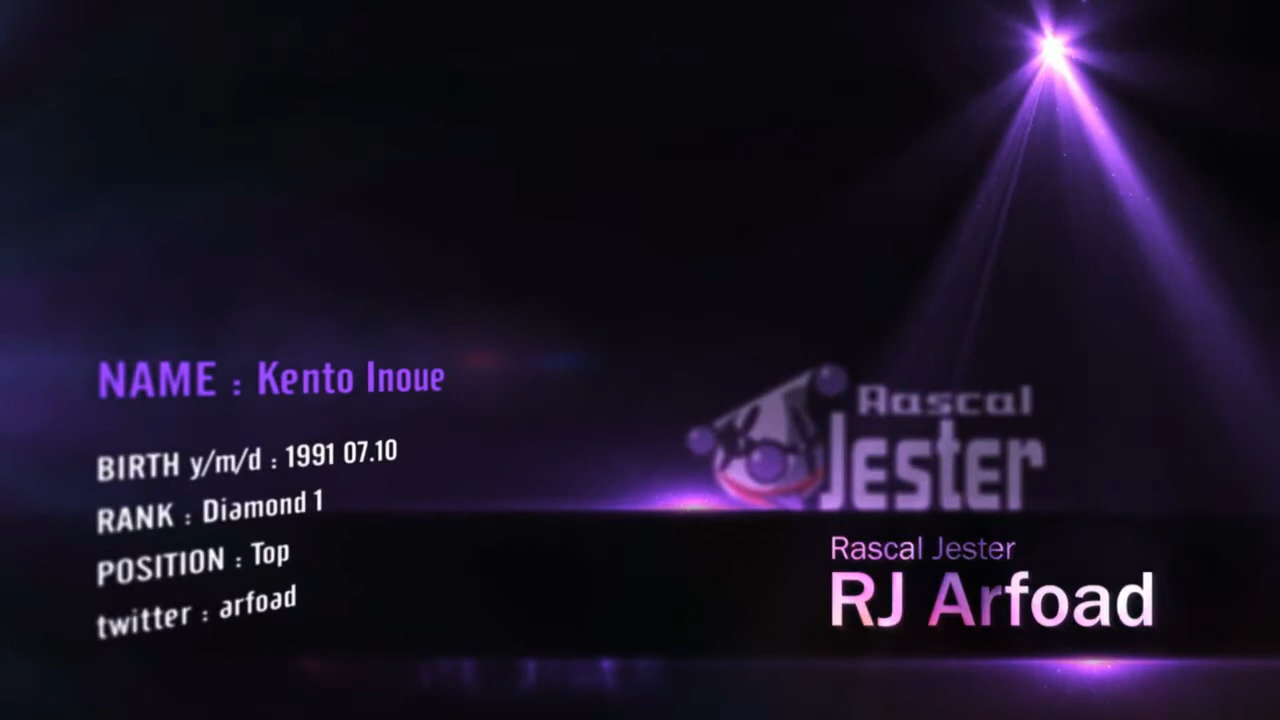 NAME : Kento Inoue
BIRTH y/m/d : 1991 07.10
RANK : Diamond 1
POSITION : Top
twitter : arfoad
Rascal
Jester
Rascal Jester
RJ Arfoad